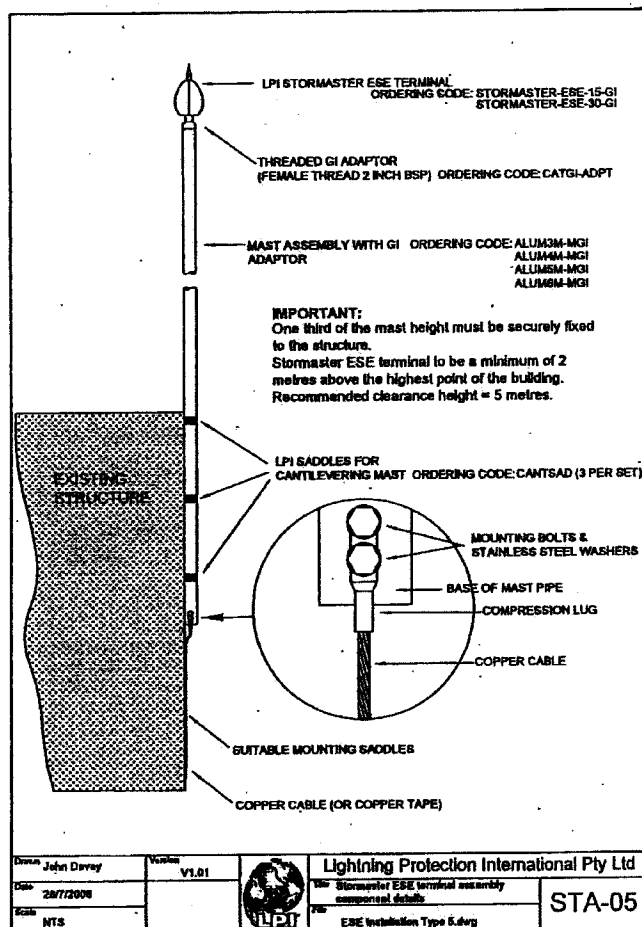 LPI STORMASTER ESE TERMINAL
ORDERING CODE: STORMASTER-ESE-15-GI
STORMASTER-ESE-30-GI
THREADED GI ADAPTOR
(FEMALE THREAD 2 INCH BSP) ORDERING CODE: CATGI-ADPT
MAST ASSEMBLY WITH GI ORDERING CODE: ALUM3M-MGI
ADAPTOR ALUM4M-MGI
ALUM5M-MGI
ALUM6M-MGI
IMPORTANT:
One third of the mast height must be securely fixed
to the structure.
Stormaster ESE terminal to be a minimum of 2
metres above the highest point of the building.
Recommended clearance height = 5 metres.
EXISTING
STRUCTURE
LPI SADDLES FOR
CANTILEVERING MAST ORDERING CODE: CANTSAD (3 PER SET)
MOUNTING BOLTS &
STAINLESS STEEL WASHERS
BASE OF MAST PIPE
COMPRESSION LUG
COPPER CABLE
SUITABLE MOUNTING SADDLES
COPPER CABLE (OR COPPER TAPE)
Drawn John Davey
Version V1.01
Date
Scale NTS
LPI
Lightning Protection International Pty Ltd
Title Stormaster ESE terminal assembly
component details
File ESE Installation Type 5.dwg
STA-05